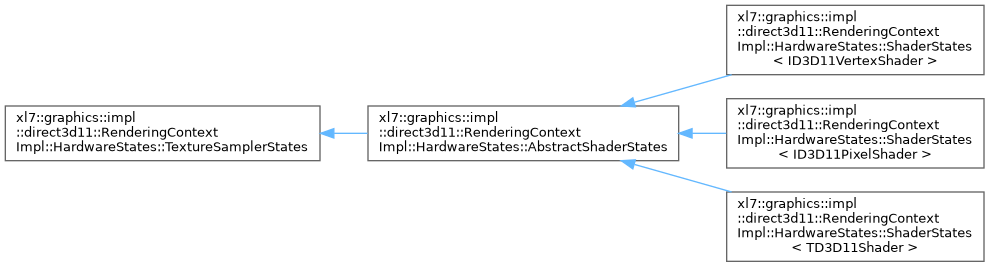 xl7::graphics::impl
::direct3d11::RenderingContext
Impl::HardwareStates::TextureSamplerStates
xl7::graphics::impl
::direct3d11::RenderingContext
Impl::HardwareStates::AbstractShaderStates
xl7::graphics::impl
::direct3d11::RenderingContext
Impl::HardwareStates::ShaderStates
< ID3D11VertexShader >
xl7::graphics::impl
::direct3d11::RenderingContext
Impl::HardwareStates::ShaderStates
< ID3D11PixelShader >
xl7::graphics::impl
::direct3d11::RenderingContext
Impl::HardwareStates::ShaderStates
< TD3D11Shader >